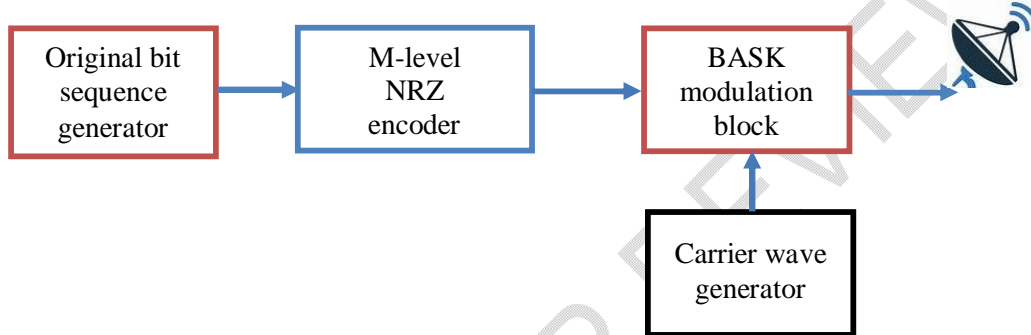 Original bit
sequence
generator
M-level
NRZ
encoder
BASK
modulation
block
Carrier wave
generator